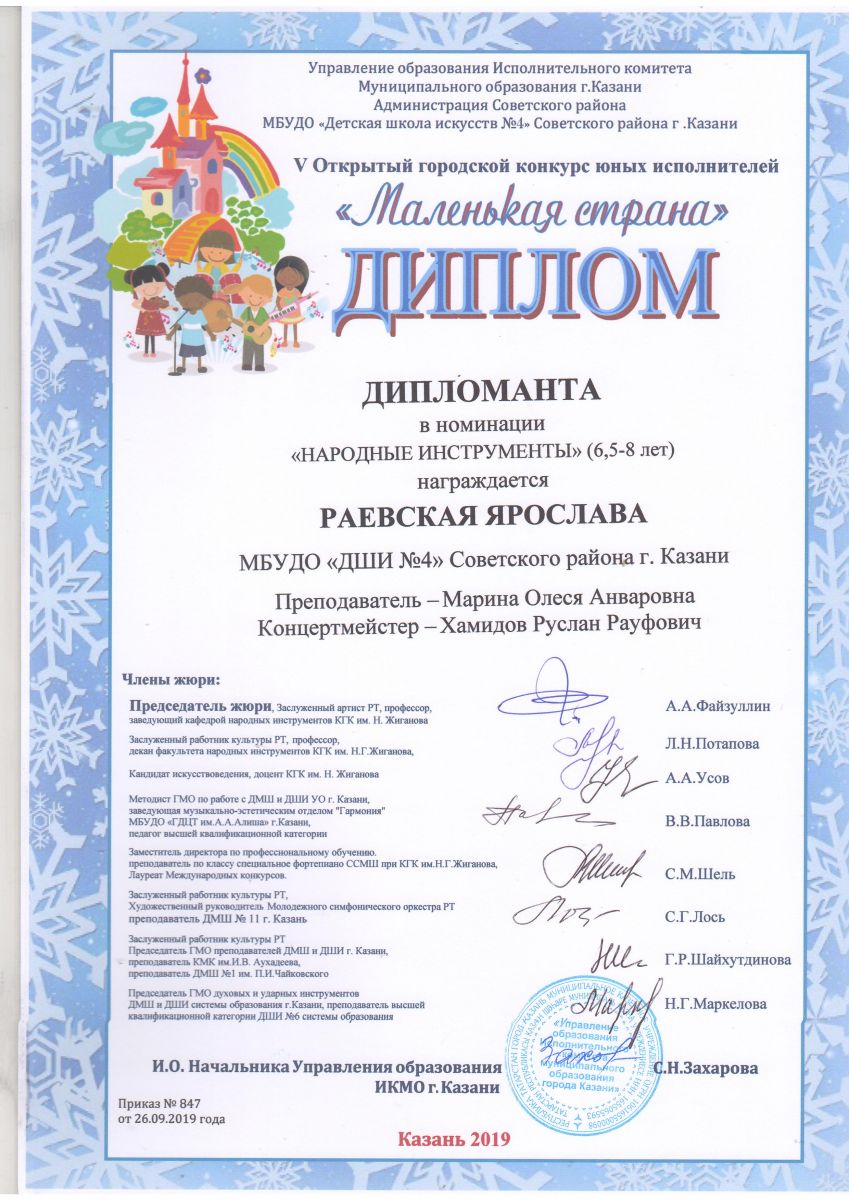 Управление образования Исполнительного комитета
Муниципального образования г.Казани
Администрация Советского района
МБУДО «Детская школа искусств №4» Советского района г .Казани
V Открытый городской конкурс юных исполнителей
«Маленькая страна»
ДИПЛОМ
ДИПЛОМАНТА
в номинации
«НАРОДНЫЕ ИНСТРУМЕНТЫ» (6,5-8 лет)
награждается
РАЕВСКАЯ ЯРОСЛАВА
МБУДО «ДШИ №4» Советского района г. Казани
Преподаватель – Марина Олеся Анваровна
Концертмейстер – Хамидов Руслан Рауфович
Члены жюри:
Председатель жюри, Заслуженный артист РТ, профессор,
заведующий кафедрой народных инструментов КГК им. Н. Жиганова
А.А.Файзуллин
Заслуженный работник культуры РТ, профессор,
декан факультета народных инструментов КГК им. Н.Г.Жиганова,
Л.Н.Потапова
Кандидат искусствоведения, доцент КГК им. Н. Жиганова
А.А.Усов
Методист ГМО по работе с ДМШ и ДШИ УО г. Казани,
заведующая музыкально-эстетическим отделом "Гармония"
МБУДО «ГДЦТ им.А.А.Алиша» г.Казани,
педагог высшей квалификационной категории
В.В.Павлова
Заместитель директора по профессиональному обучению.
преподаватель по классу специальное фортепиано ССМШ при КГК им.Н.Г.Жиганова,
Лауреат Международных конкурсов.
С.М.Шель
Заслуженный работник культуры РТ,
Художественный руководитель Молодежного симфонического оркестра РТ
преподаватель ДМШ № 11 г. Казань
С.Г.Лось
Заслуженный работник культуры РТ
Председатель ГМО преподавателей ДМШ и ДШИ г. Казани,
преподаватель КМК им.И.В. Аухадеева,
преподаватель ДМШ №1 им. П.И.Чайковского
Г.Р.Шайхутдинова
Председатель ГМО духовых и ударных инструментов
ДМШ и ДШИ системы образования г.Казани, преподаватель высшей
квалификационной категории ДШИ №6 системы образования
Н.Г.Маркелова
«Управление
образования
Исполнительного
комитета
муниципального
образования
города Казани»
И.О. Начальника Управления образования
ИКМО г. Казани
С.Н.Захарова
Приказ № 847
от 26.09.2019 года
Казань 2019